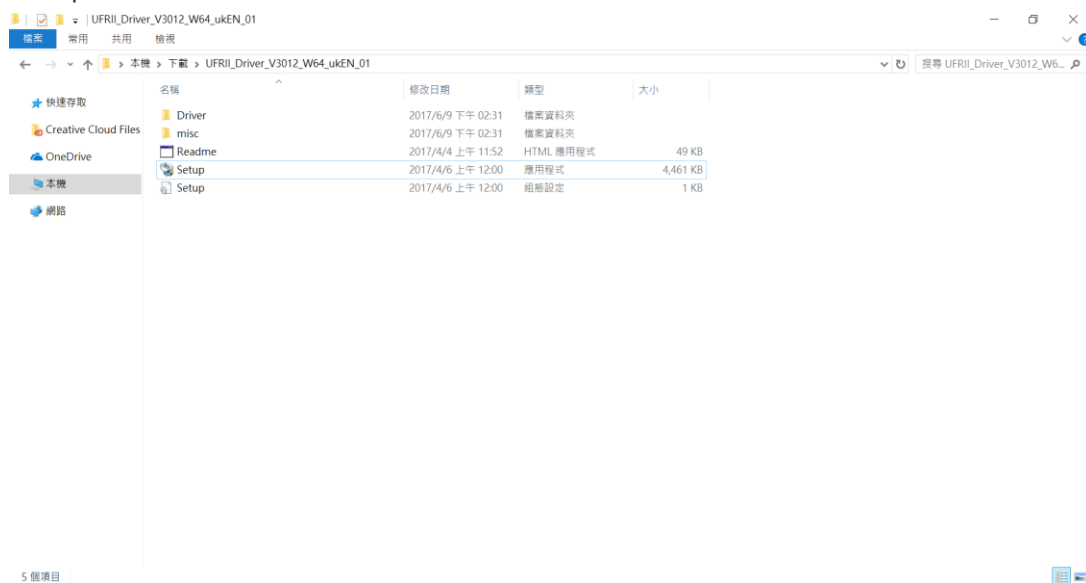 UFRII_Driver_V3012_W64_ukEN_01
檔案 常用 共用 檢視
本機 > 下載 > UFRII_Driver_V3012_W64_ukEN_01 搜尋 UFRII_Driver_V3012_W6...
名稱 修改日期 類型 大小
快速存取
Creative Cloud Files
OneDrive
本機
網路
Driver 2017/6/9 下午 02:31 檔案資料夾
misc 2017/6/9 下午 02:31 檔案資料夾
Readme 2017/4/4 上午 11:52 HTML 應用程式 49 KB
Setup 2017/4/6 上午 12:00 應用程式 4,461 KB
Setup 2017/4/6 上午 12:00 組態設定 1 KB
5 個項目